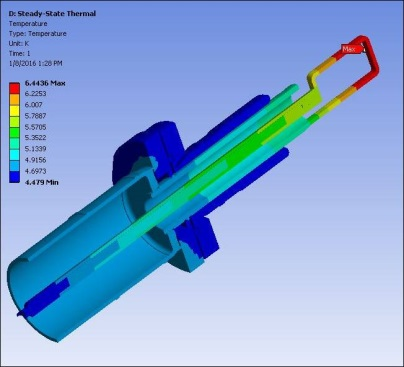 D: Steady-State Thermal
Temperature
Type: Temperature
Unit: K
Time: 1
1/8/2016 1:28 PM
6.4436 Max
6.2253
6.007
5.7887
5.5705
5.3522
5.1339
4.9156
4.6973
4.479 Min
Max